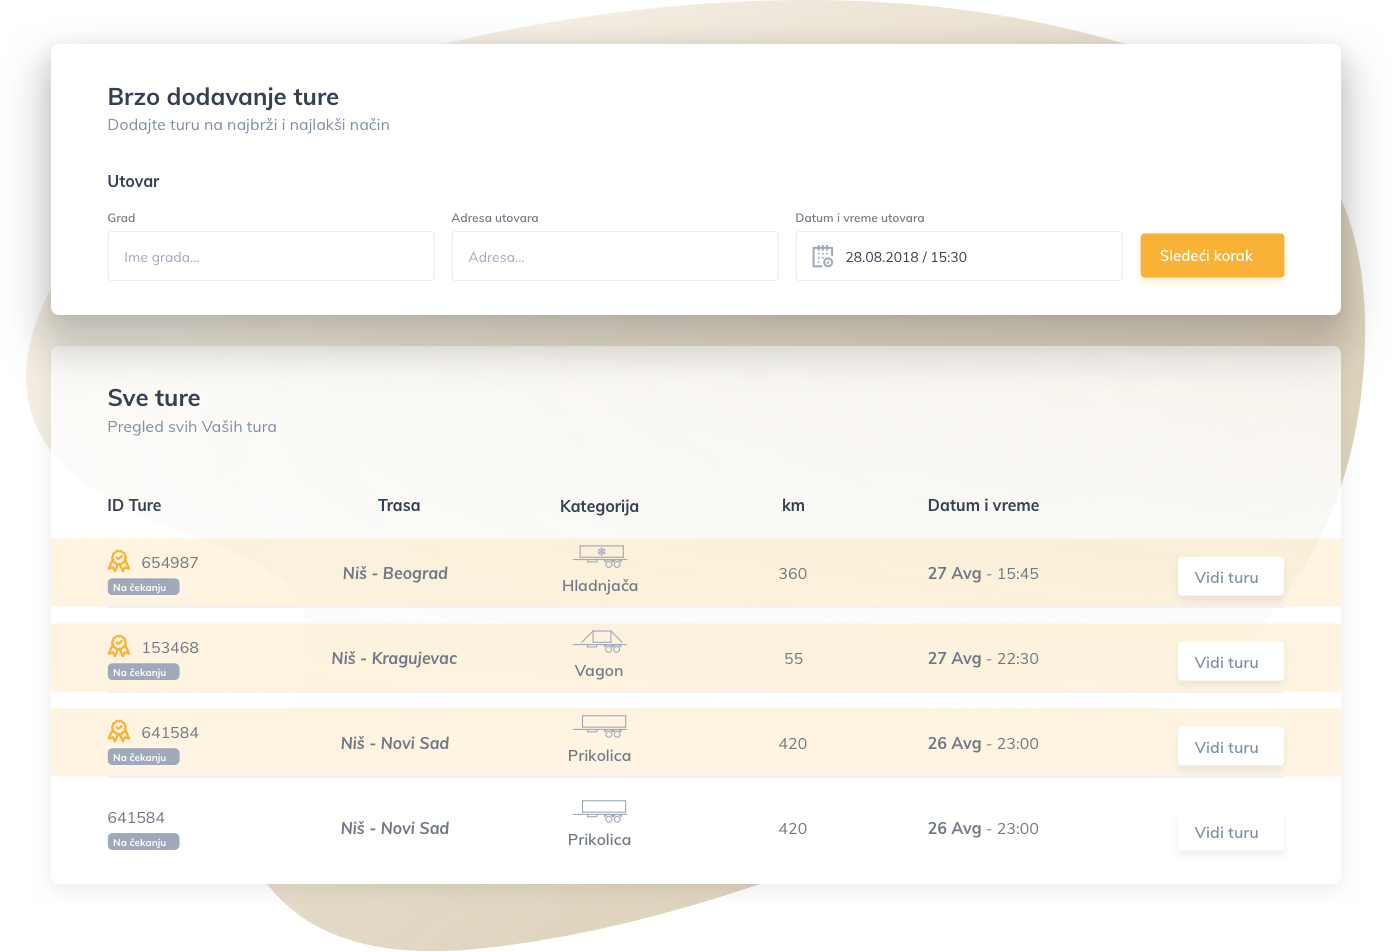 Brzo dodavanje ture
Dodajte turu na najbrži i najlakši način
Utovar
Grad Adresa utovara Datum i vreme utovara
Ime grada... Adresa... 28.08.2018 / 15:30 Sledeći korak
Sve ture
Pregled svih Vaših tura
ID Ture Trasa Kategorija km Datum i vreme
654987 Niš - Beograd Hladnjača 360 27 Avg - 15:45 Vidi turu
Na čekanju
153468 Niš - Kragujevac Vagon 55 27 Avg - 22:30 Vidi turu
Na čekanju
641584 Niš - Novi Sad Prikolica 420 26 Avg - 23:00 Vidi turu
Na čekanju
641584 Niš - Novi Sad Prikolica 420 26 Avg - 23:00 Vidi turu
Na čekanju